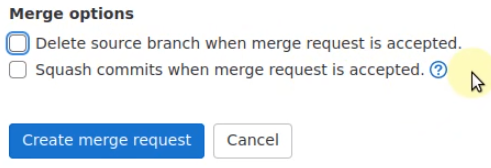 Merge options
Delete source branch when merge request is accepted.
Squash commits when merge request is accepted. ?
Create merge request
Cancel